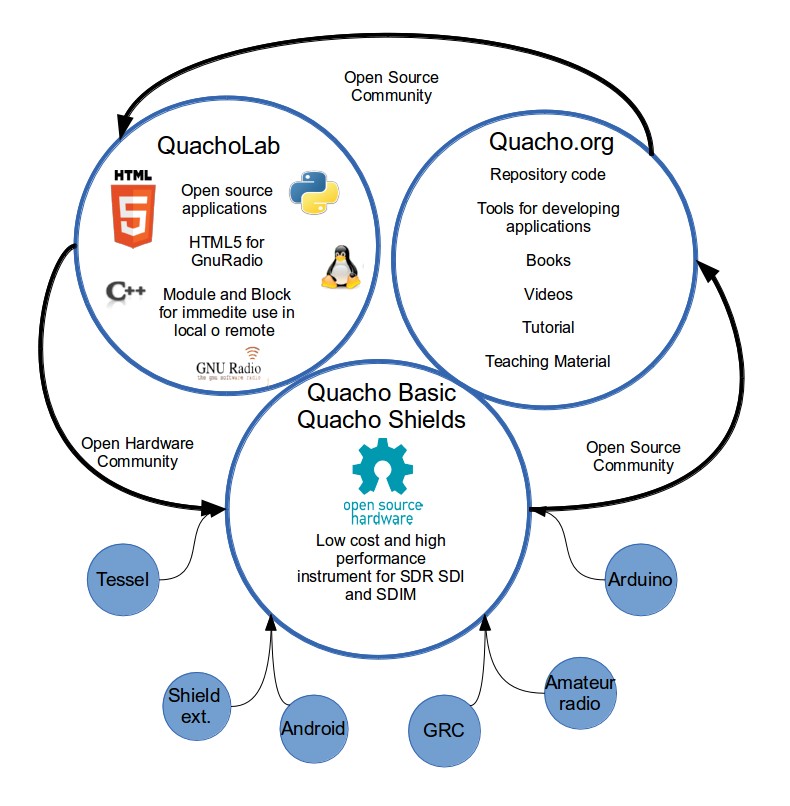 Open Source
Community
QuachoLab
HTML
5
Open source
applications
HTML5 for
GnuRadio
C++
Module and Block
for immedite use in
local o remote
GNU Radio
the gnu software radio
Quacho.org
Repository code
Tools for developing
applications
Books
Videos
Tutorial
Teaching Material
Quacho Basic
Quacho Shields
open source
hardware
Low cost and high
performance
instrument for SDR SDI
and SDIM
Open Hardware
Community
Open Source
Community
Tessel
Arduino
Shield
ext.
Android
GRC
Amateur
radio